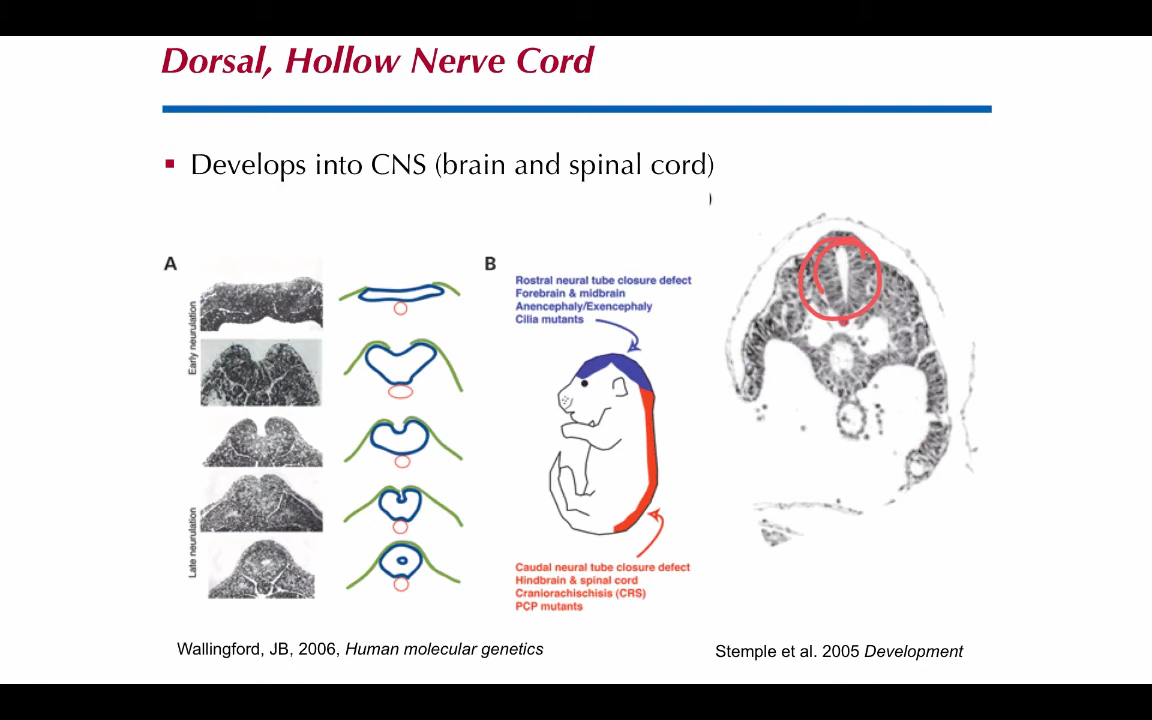 Dorsal, Hollow Nerve Cord
▪ Develops into CNS (brain and spinal cord)
)
A
Early neurulation
Late neurulation
B
Rostral neural tube closure defect
Forebrain & midbrain
Anencephaly/Exencephaly
Cilia mutants
Caudal neural tube closure defect
Hindbrain & spinal cord
Craniorachischisis (CRS)
PCP mutants
Wallingford, JB, 2006, Human molecular genetics
Stemple et al. 2005 Development